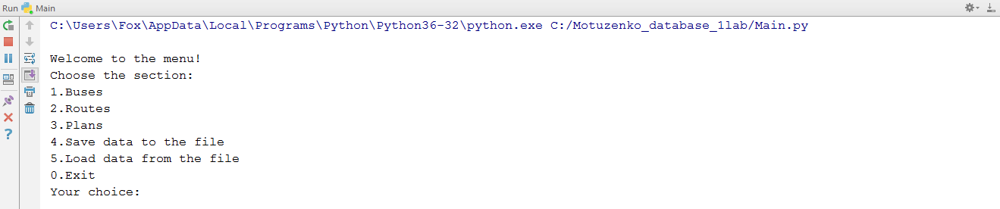 Run Main
C:\Users\Fox\AppData\Local\Programs\Python\Python36-32\python.exe C:/Motuzenko_database_1lab/Main.py
Welcome to the menu!
Choose the section:
1.Buses
2.Routes
3.Plans
4.Save data to the file
5.Load data from the file
0.Exit
Your choice: